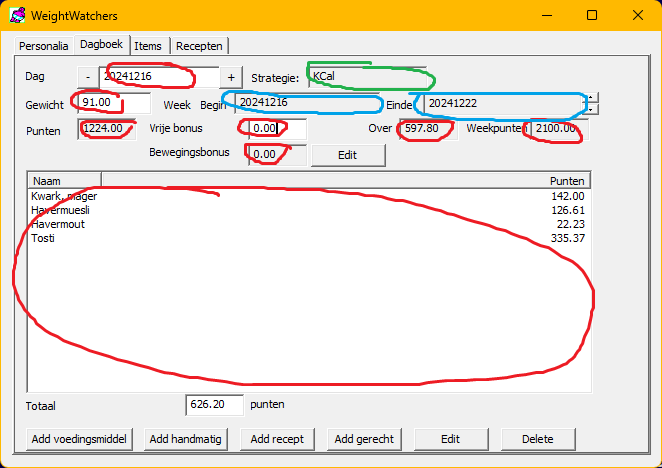 WeightWatchers
Personalia Dagboek Items Recepten
Dag - 20241216 + Strategie: KCal
Gewicht 91.00 Week Begin 20241216 Einde 20241222
Punten 1224.00 Vrije bonus 0.00 Over 597.80 Weekpunten 2100.00
Bewegingsbonus 0.00 Edit
Naam Punten
Kwark, mager 142.00
Havermuesli 126.61
Havermout 22.23
Tosti 335.37
Totaal 626.20 punten
Add voedingsmiddel Add handmatig Add recept Add gerecht Edit Delete